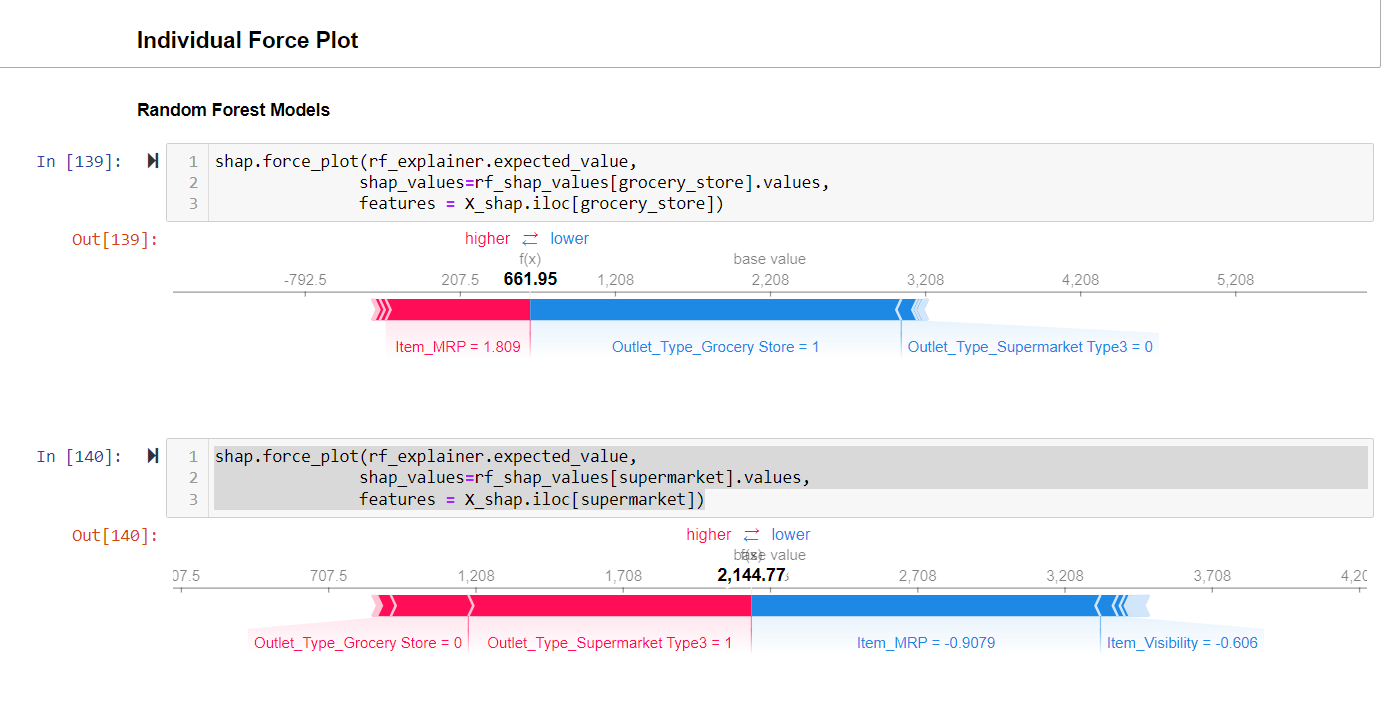 Individual Force Plot
Random Forest Models
In [139]:
1 shap.force_plot(rf_explainer.expected_value,
2 shap_values=rf_shap_values[grocery_store].values,
3 features = X_shap.iloc[grocery_store])
Out[139]:
higher ⇄ lower
f(x) base value
-792.5 207.5 661.95 1,208 2,208 3,208 4,208 5,208
Item_MRP = 1.809 Outlet_Type_Grocery Store = 1 Outlet_Type_Supermarket Type3 = 0
In [140]:
1 shap.force_plot(rf_explainer.expected_value,
2 shap_values=rf_shap_values[supermarket].values,
3 features = X_shap.iloc[supermarket])
Out[140]:
higher ⇄ lower
f(x) base value
07.5 707.5 1,208 1,708 2,144.77 2,708 3,208 3,708 4,20
Outlet_Type_Grocery Store = 0 Outlet_Type_Supermarket Type3 = 1 Item_MRP = -0.9079 Item_Visibility = -0.606